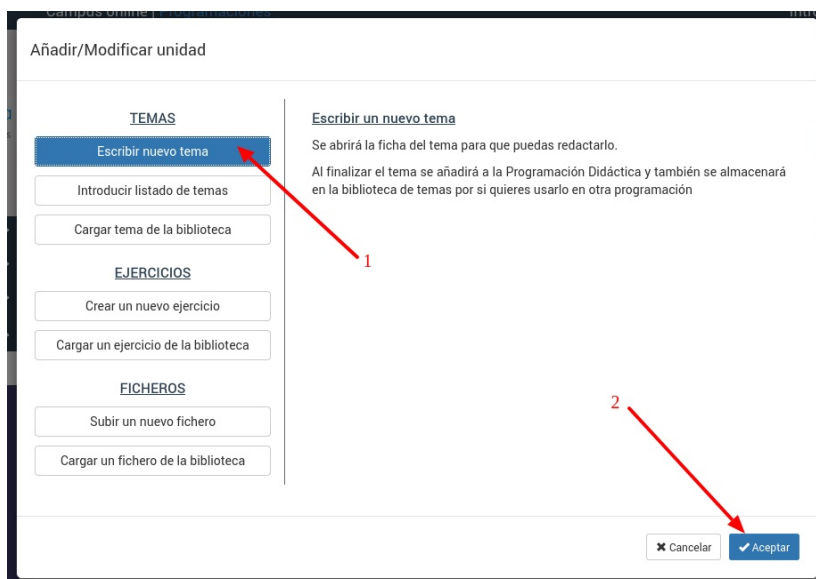 Campus online | Programaciones
Añadir/Modificar unidad
TEMAS
Escribir nuevo tema
Introducir listado de temas
Cargar tema de la biblioteca
EJERCICIOS
Crear un nuevo ejercicio
Cargar un ejercicio de la biblioteca
FICHEROS
Subir un nuevo fichero
Cargar un fichero de la biblioteca
Escribir un nuevo tema
Se abrirá la ficha del tema para que puedas redactarlo.
Al finalizar el tema se añadirá a la Programación Didáctica y también se almacenará
en la biblioteca de temas por si quieres usarlo en otra programación
1
2
Cancelar
Aceptar